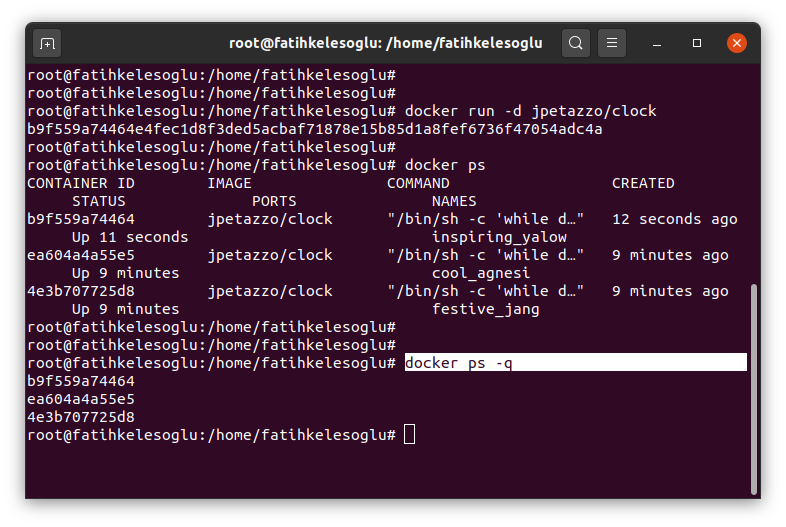 root@fatihkelesoglu: /home/fatihkelesoglu
root@fatihkelesoglu:/home/fatihkelesoglu#
root@fatihkelesoglu:/home/fatihkelesoglu#
root@fatihkelesoglu:/home/fatihkelesoglu# docker run -d jpetazzo/clock
b9f559a74464e4fec1d8f3ded5acbaf71878e15b85d1a8fef6736f47054adc4a
root@fatihkelesoglu:/home/fatihkelesoglu#
root@fatihkelesoglu:/home/fatihkelesoglu# docker ps
CONTAINER ID        IMAGE               COMMAND                  CREATED
     STATUS              PORTS               NAMES
b9f559a74464        jpetazzo/clock      "/bin/sh -c 'while d…"   12 seconds ago
     Up 11 seconds                           inspiring_yalow
ea604a4a55e5        jpetazzo/clock      "/bin/sh -c 'while d…"   9 minutes ago
     Up 9 minutes                            cool_agnesi
4e3b707725d8        jpetazzo/clock      "/bin/sh -c 'while d…"   9 minutes ago
     Up 9 minutes                            festive_jang
root@fatihkelesoglu:/home/fatihkelesoglu#
root@fatihkelesoglu:/home/fatihkelesoglu#
root@fatihkelesoglu:/home/fatihkelesoglu# docker ps -q
b9f559a74464
ea604a4a55e5
4e3b707725d8
root@fatihkelesoglu:/home/fatihkelesoglu#